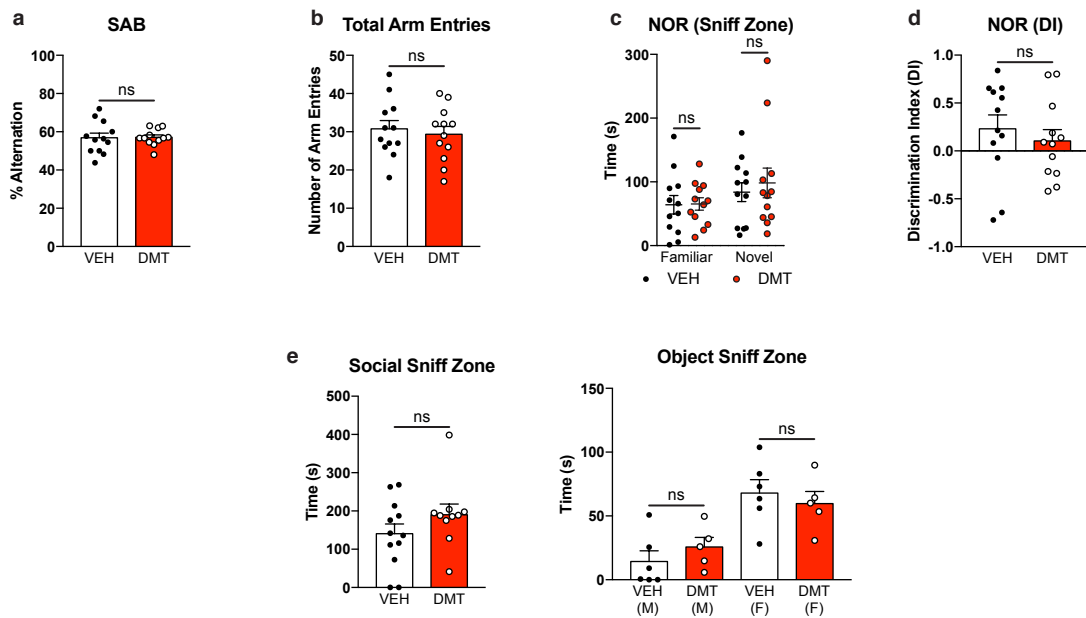 a
SAB
% Alternation
100
80
60
40
20
0
ns
VEH
DMT
b
Total Arm Entries
Number of Arm Entries
50
40
30
20
10
0
ns
VEH
DMT
c
NOR (Sniff Zone)
Time (s)
300
200
100
0
ns
ns
Familiar
Novel
VEH
DMT
d
NOR (DI)
Discrimination Index (DI)
1.0
0.5
0.0
-0.5
-1.0
ns
VEH
DMT
e
Social Sniff Zone
Time (s)
500
400
300
200
100
0
ns
VEH
DMT
Object Sniff Zone
Time (s)
150
100
50
0
ns
ns
VEH
(M)
DMT
(M)
VEH
(F)
DMT
(F)